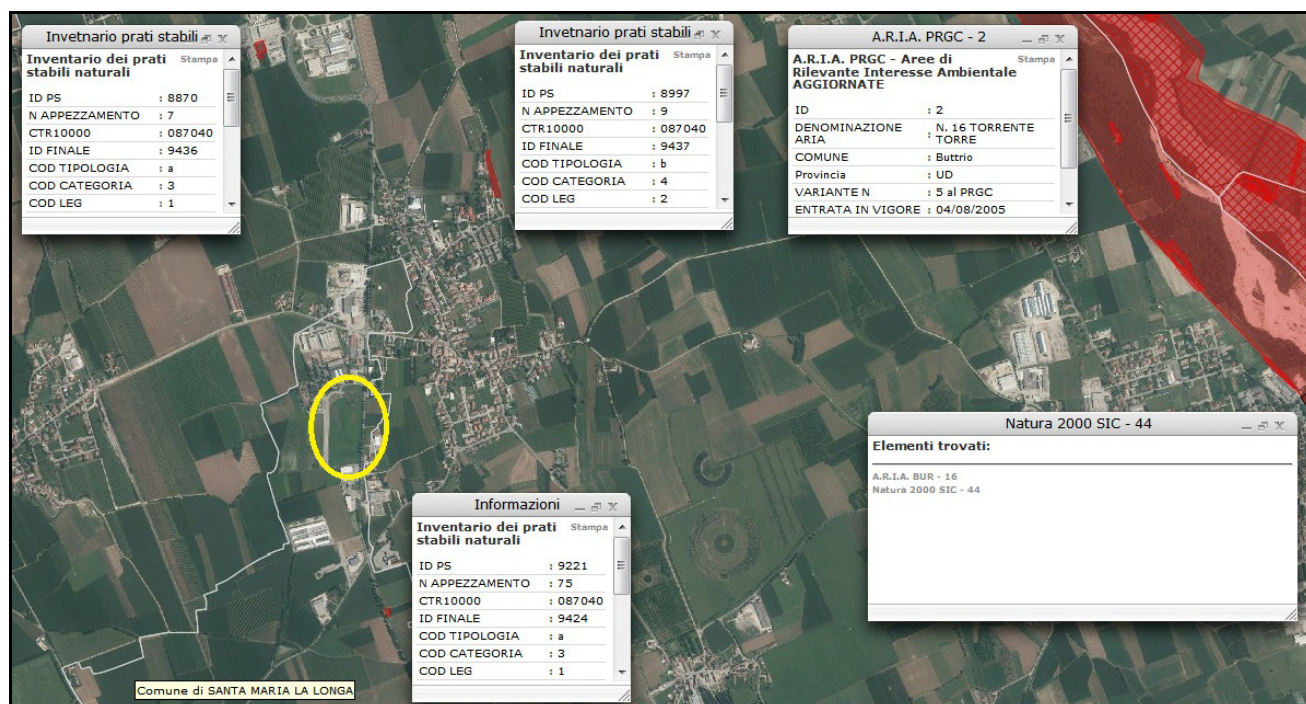 Invetnario prati stabili
Inventario dei prati stabili naturali Stampa
ID PS : 8870
N APPEZZAMENTO : 7
CTR10000 : 087040
ID FINALE : 9436
COD TIPOLOGIA : a
COD CATEGORIA : 3
COD LEG : 1
Invetnario prati stabili
Inventario dei prati stabili naturali Stampa
ID PS : 8997
N APPEZZAMENTO : 9
CTR10000 : 087040
ID FINALE : 9437
COD TIPOLOGIA : b
COD CATEGORIA : 4
COD LEG : 2
A.R.I.A. PRGC - 2
A.R.I.A. PRGC - Aree di Stampa
Rilevante Interesse Ambientale
AGGIORNATE
ID : 2
DENOMINAZIONE ARIA : N. 16 TORRENTE TORRE
COMUNE : Buttrio
Provincia : UD
VARIANTE N : 5 al PRGC
ENTRATA IN VIGORE : 04/08/2005
Natura 2000 SIC - 44
Elementi trovati:
A.R.I.A. BUR - 16
Natura 2000 SIC - 44
Informazioni
Inventario dei prati stabili naturali Stampa
ID PS : 9221
N APPEZZAMENTO : 75
CTR10000 : 087040
ID FINALE : 9424
COD TIPOLOGIA : a
COD CATEGORIA : 3
COD LEG : 1
Comune di SANTA MARIA LA LONGA